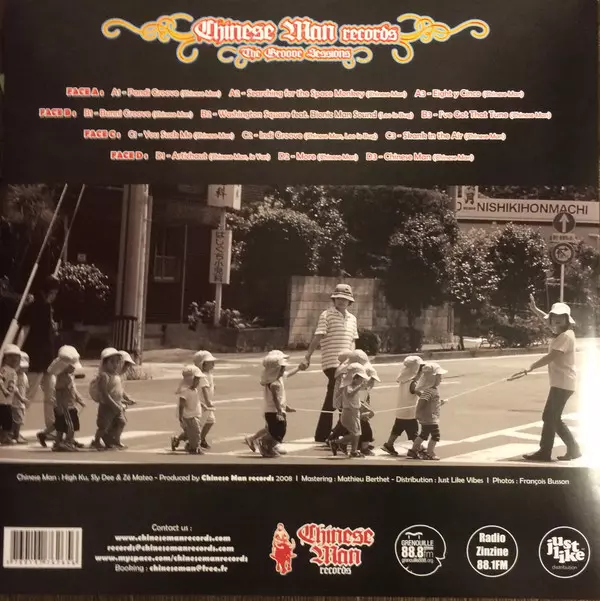 Chinese Man records
The Groove Sessions
FACE A : A1 - Pandi Groove (Chinese Man) A2 - Searching for the Space Monkey (Chinese Man) A3 - Eighty Cinco (Chinese Man)
FACE B : B1 - Bunni Groove (Chinese Man) B2 - Washington Square feat. Bionic Man Sound (Leo le Bug) B3 - I've Got That Tune (Chinese Man)
FACE C : C1 - You Suck Me (Chinese Man) C2 - Indi Groove (Chinese Man, Leo le Bug) C3 - Skank in the Air (Chinese Man)
FACE D : D1 - Artichaut (Chinese Man, le Yan) D2 - More (Chinese Man) D3 - Chinese Man (Chinese Man)
NISHIKIHONMACHI
Chinese Man : High Ku, Sly Dee & Zé Mateo - Produced by Chinese Man records 2008 | Mastering : Mathieu Berthet - Distribution : Just Like Vibes | Photos : François Busson
Contact us :
www.chinesemanrecords.com
records@chinesemanrecords.com
www.myspace.com/chinesemanrecords
Booking : chineseman@free.fr
Chinese
Man
records
GRENOUILLE
88.8 fm
grenouille888.org
Radio
Zinzine
88.1FM
just
Like
distribution